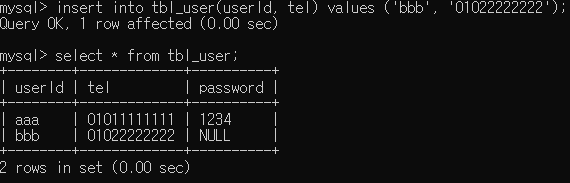 mysql> insert into tbl_user(userId, tel) values ('bbb', '01022222222');
Query OK, 1 row affected (0.00 sec)
mysql> select * from tbl_user;
+--------+-------------+----------+
| userId | tel         | password |
+--------+-------------+----------+
| aaa    | 01011111111 | 1234     |
| bbb    | 01022222222 | NULL     |
+--------+-------------+----------+
2 rows in set (0.00 sec)